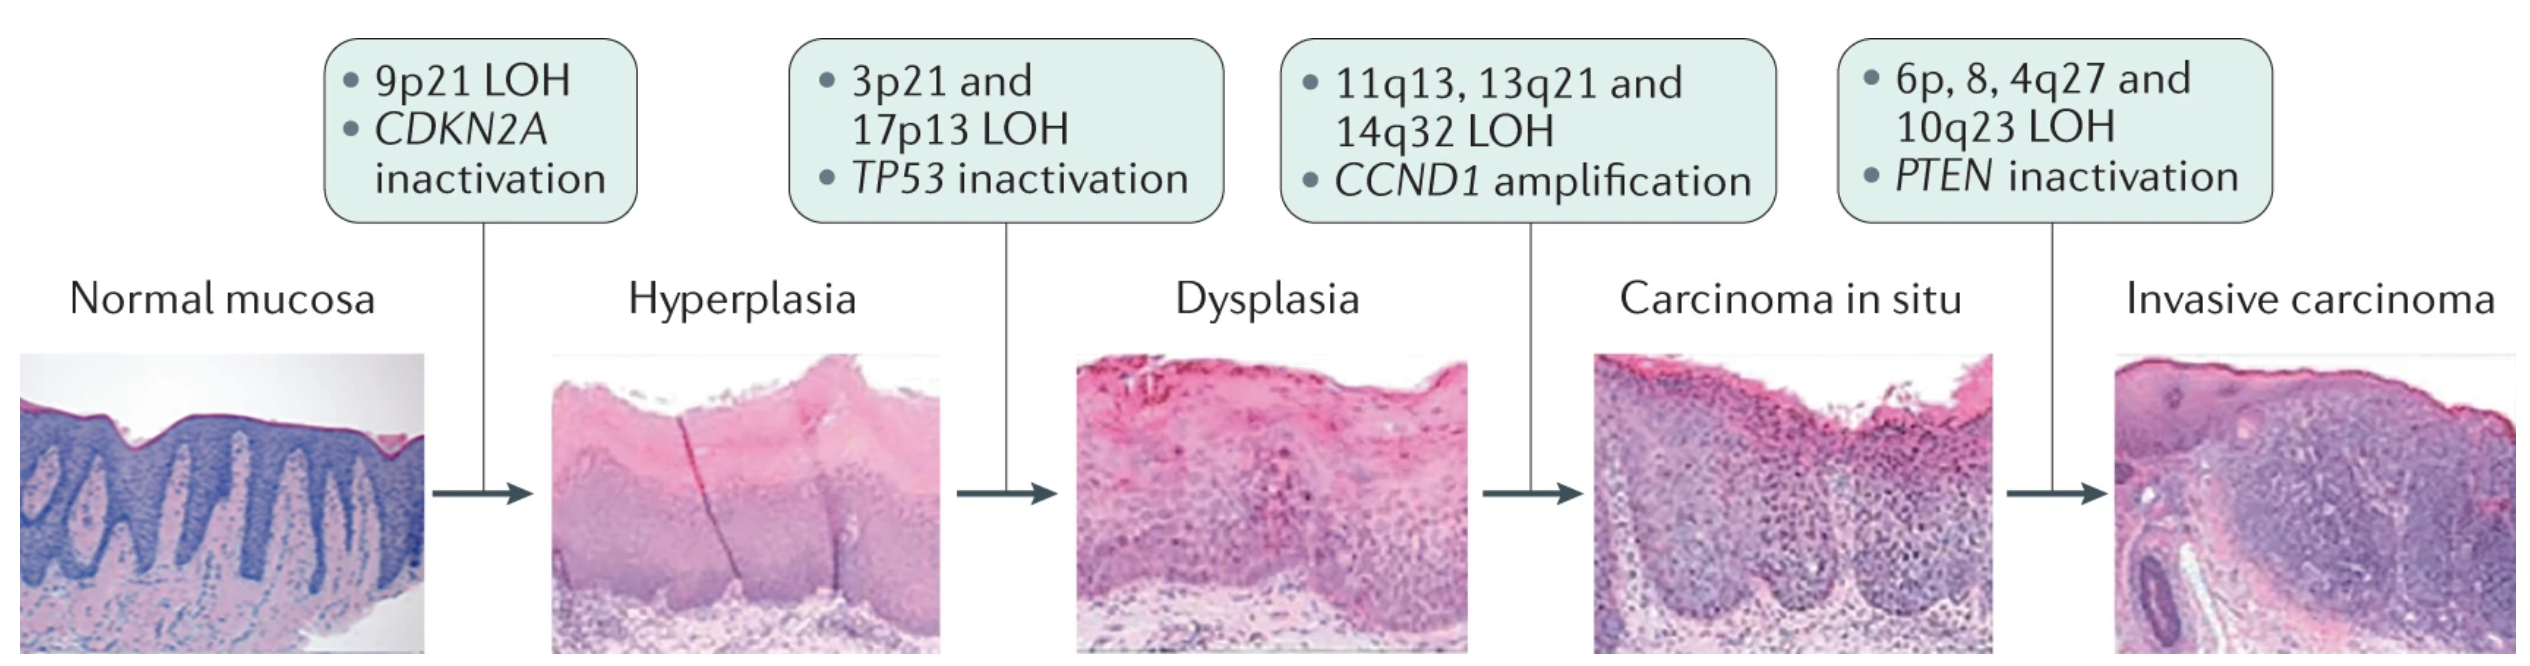 • 9p21 LOH
• CDKN2A
inactivation
• 3p21 and
17p13 LOH
• TP53 inactivation
• 11q13, 13q21 and
14q32 LOH
• CCND1 amplification
• 6p, 8, 4q27 and
10q23 LOH
• PTEN inactivation
Normal mucosa
Hyperplasia
Dysplasia
Carcinoma in situ
Invasive carcinoma